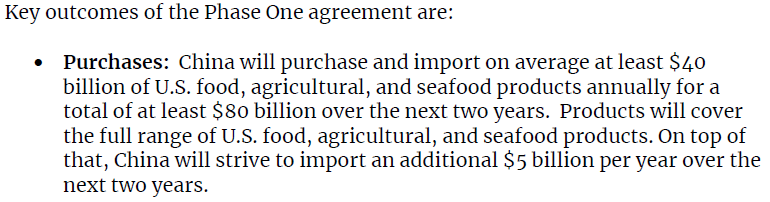 Key outcomes of the Phase One agreement are:
• Purchases: China will purchase and import on average at least $40
billion of U.S. food, agricultural, and seafood products annually for a
total of at least $80 billion over the next two years. Products will cover
the full range of U.S. food, agricultural, and seafood products. On top of
that, China will strive to import an additional $5 billion per year over the
next two years.